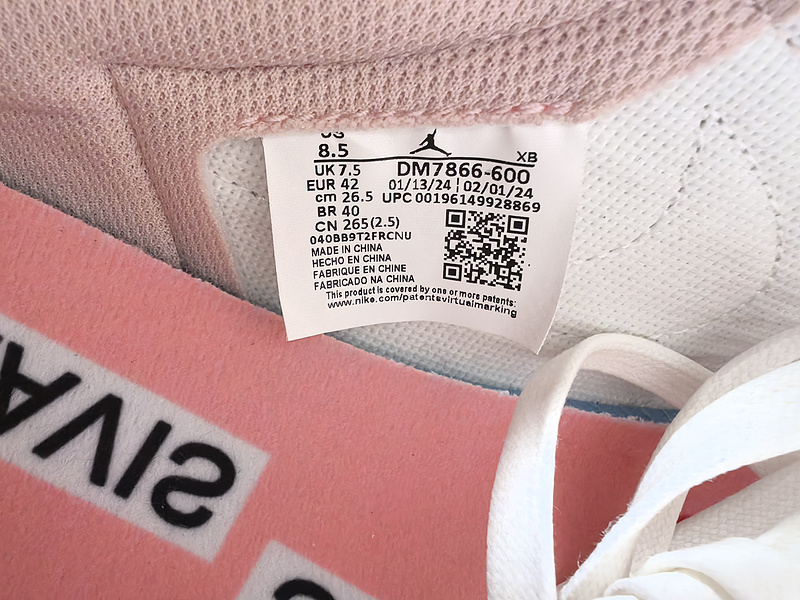 US
8.5
XB
UK 7.5
DM7866-600
EUR 42
01/13/24 ¦ 02/01/24
cm 26.5
UPC 00196149928869
BR 40
CN 265(2.5)
040BB9T2FRCNU
MADE IN CHINA
HECHO EN CHINA
FABRIQUE EN CHINE
FABRICADO NA CHINA
This product is covered by one or more patents:
www.nike.com/patentsvirtualmarking